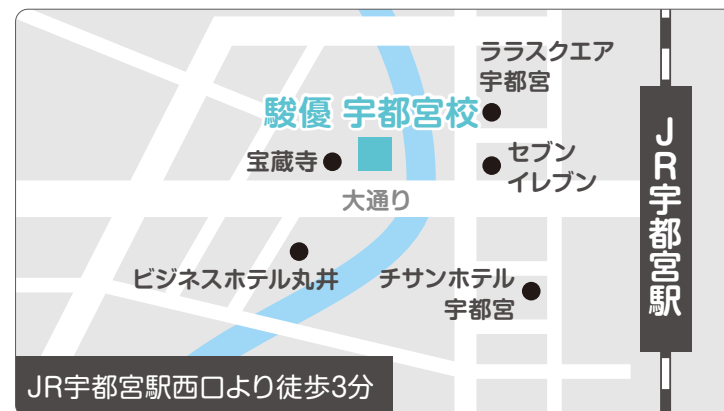 ララスクエア
宇都宮
駿優 宇都宮校
宝蔵寺
セブン
イレブン
大通り
JR宇都宮駅
ビジネスホテル丸井
チサンホテル
宇都宮
JR宇都宮駅西口より徒歩3分